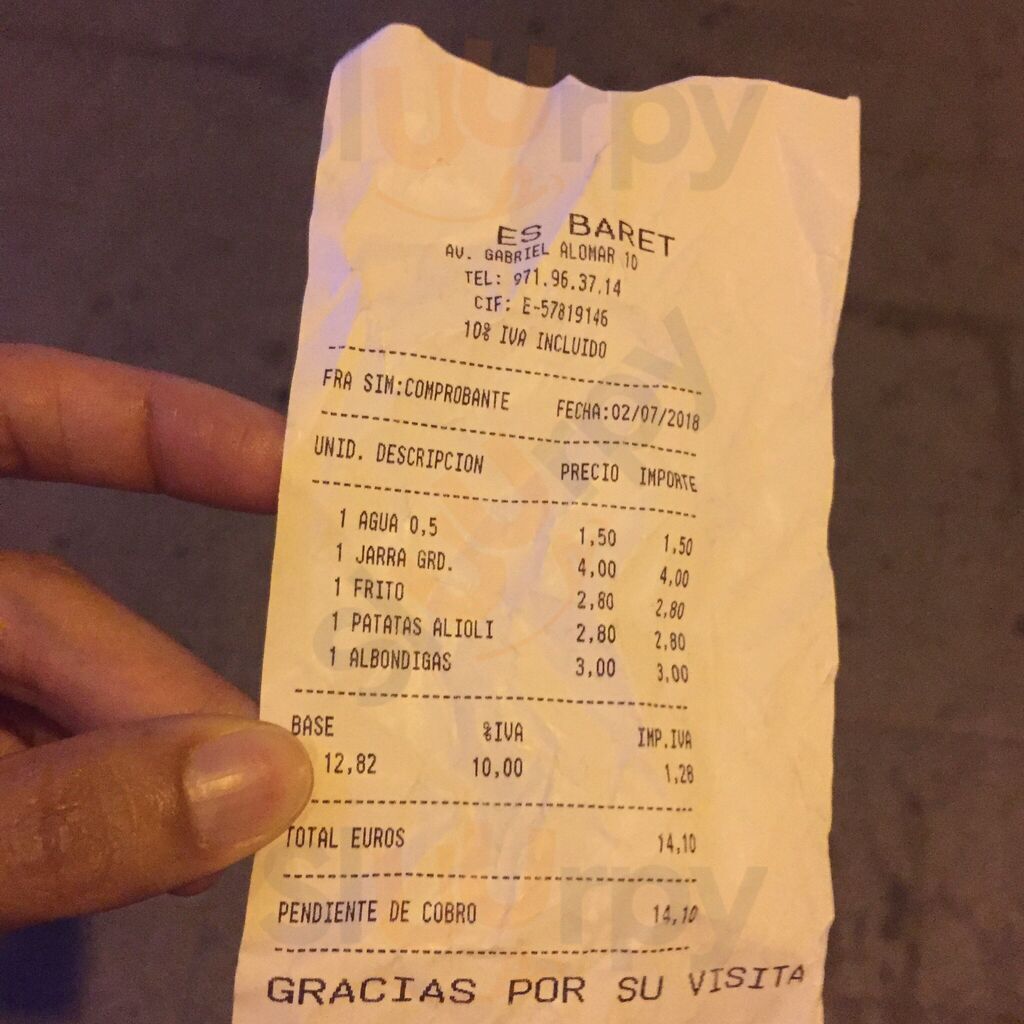 ES BARET
AV. GABRIEL ALOMAR 10
TEL: 971.96.37.14
CIF: E-57819146
10% IVA INCLUIDO
FRA SIM:COMPROBANTE FECHA:02/07/2018
UNID. DESCRIPCION PRECIO IMPORTE
1 AGUA 0,5 1,50 1,50
1 JARRA GRD. 4,00 4,00
1 FRITO 2,80 2,80
1 PATATAS ALIOLI 2,80 2,80
1 ALBONDIGAS 3,00 3,00
BASE %IVA IMP.IVA
12,82 10,00 1,28
TOTAL EUROS 14,10
PENDIENTE DE COBRO 14,10
GRACIAS POR SU VISITA
sluurpy
sluurpy
sluurpy